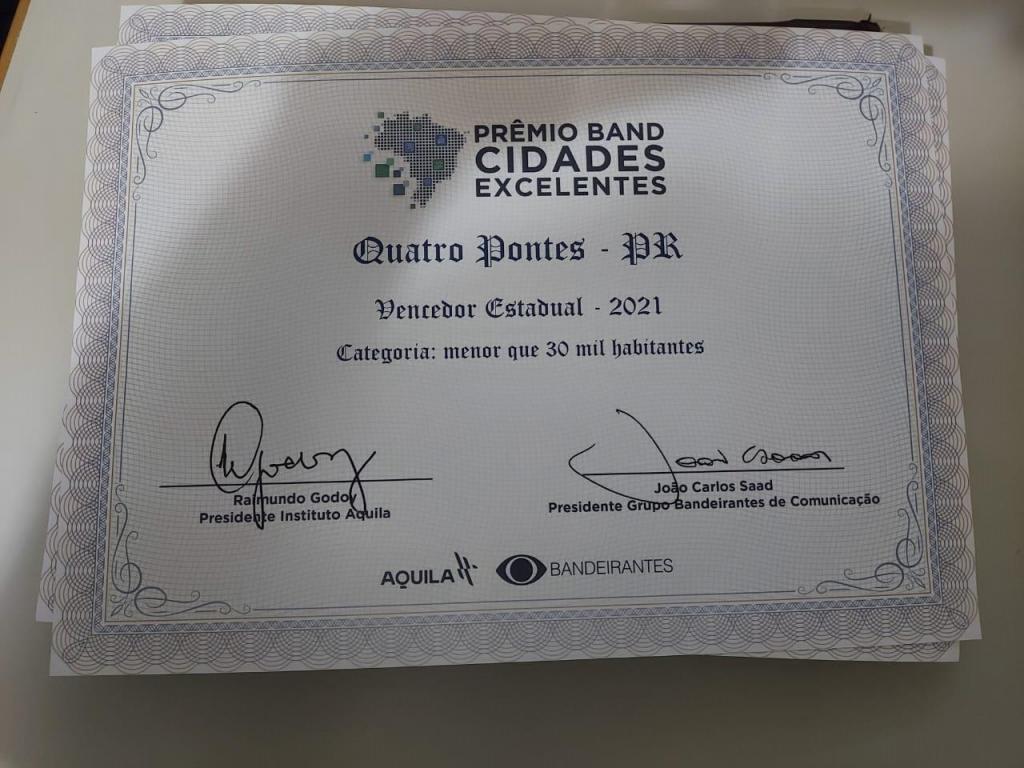 PRÊMIO BAND
CIDADES
EXCELENTES
Quatro Pontes - PR
Vencedor Estadual - 2021
Categoria: menor que 30 mil habitantes
Raimundo Godoy
Presidente Instituto Aquila
João Carlos Saad
Presidente Grupo Bandeirantes de Comunicação
AQUILA
BANDEIRANTES